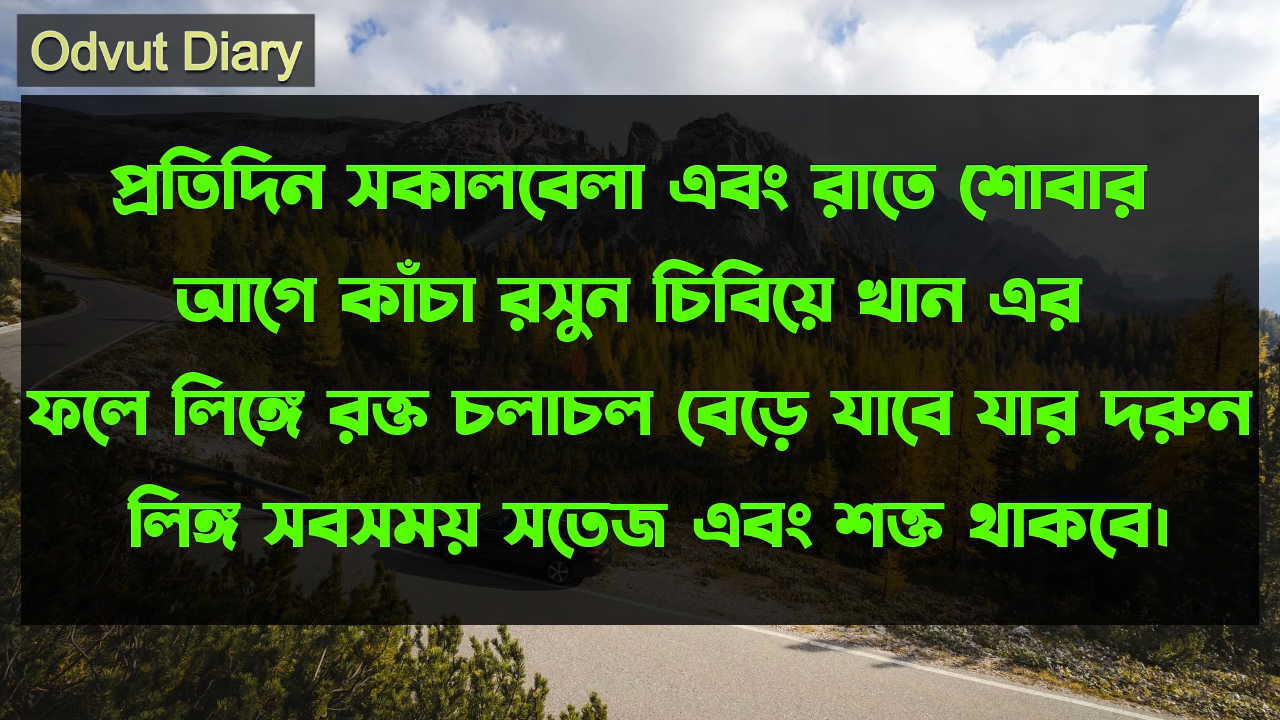 Odvut Diary
প্রতিদিন সকালবেলা এবং রাতে শোবার
আগে কাঁচা রসুন চিবিয়ে খান এর
ফলে লিঙ্গে রক্ত চলাচল বেড়ে যাবে যার দরুন
লিঙ্গ সবসময় সতেজ এবং শক্ত থাকবে।